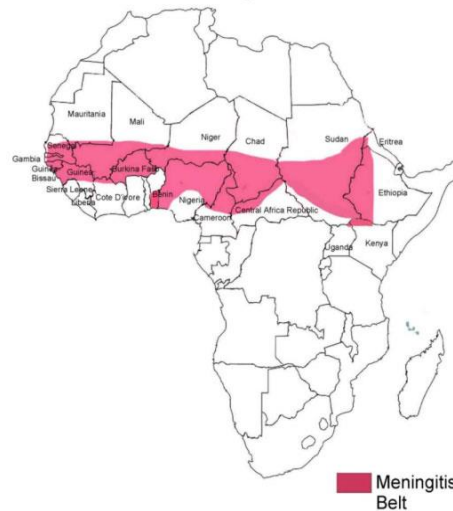 Mauritania
Mali
Niger
Chad
Sudan
Eritrea
Senegal
Gambia
Guinea
Bissau
Guinea
Burkina Faso
Sierra Leone
Liberia
Cote D'ivore
Benin
Nigeria
Cameroon
Central Africa Republic
Ethiopia
Uganda
Kenya
Meningitis
Belt